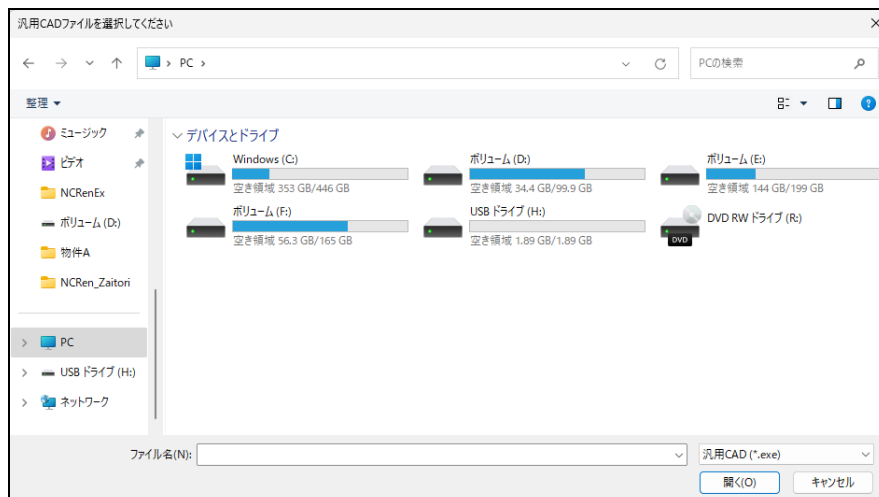 汎用CADファイルを選択してください
PC
PCの検索
整理
ミュージック
ビデオ
NCRenEx
ボリューム (D:)
物件A
NCRen_Zaitori
PC
USB ドライブ (H:)
ネットワーク
デバイスとドライブ
Windows (C:)
空き領域 353 GB/446 GB
ボリューム (D:)
空き領域 34.4 GB/99.9 GB
ボリューム (E:)
空き領域 144 GB/199 GB
ボリューム (F:)
空き領域 56.3 GB/165 GB
USB ドライブ (H:)
空き領域 1.89 GB/1.89 GB
DVD RW ドライブ (R:)
DVD
ファイル名(N):
汎用CAD (*.exe)
開く(O)
キャンセル